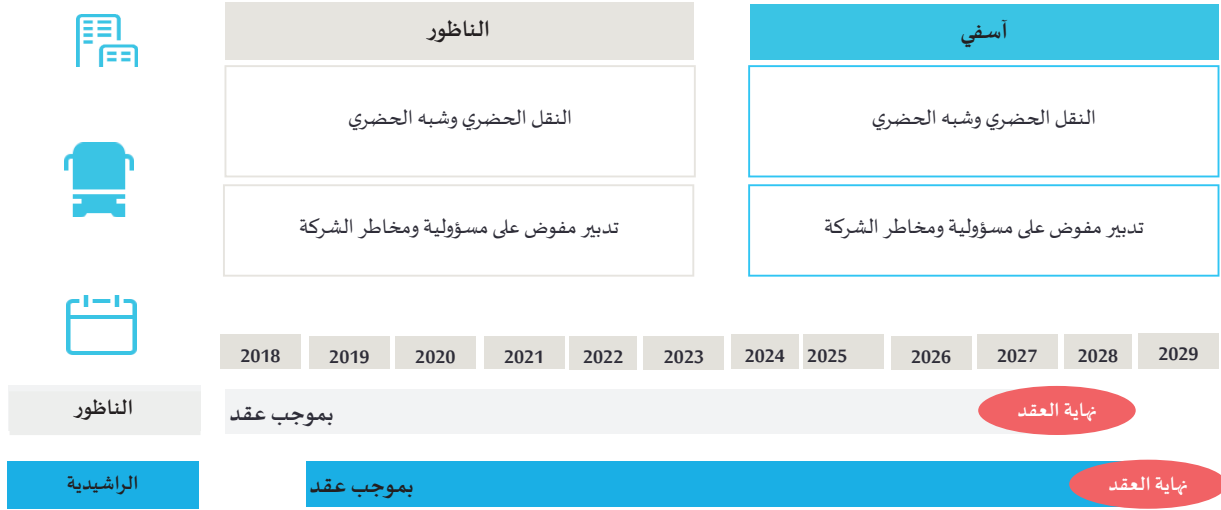 الناظور
آسفي
النقل الحضري وشبه الحضري
النقل الحضري وشبه الحضري
تدبير مفوض على مسؤولية ومخاطر الشركة
تدبير مفوض على مسؤولية ومخاطر الشركة
2018 2019 2020 2021 2022 2023 2024 2025 2026 2027 2028 2029
الناظور
بموجب عقد
نهاية العقد
الراشيدية
بموجب عقد
نهاية العقد